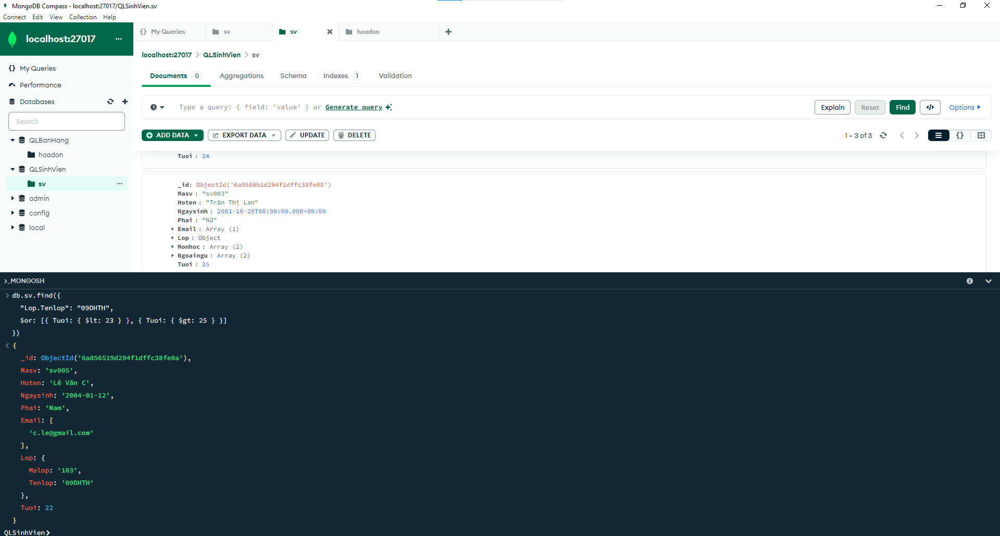 MongoDB Compass - localhost:27017/QLSinhVien.sv
Connect Edit View Collection Help
localhost:27017 ...
My Queries
sv
sv
hoadon
localhost:27017 > QLSinhVien > sv
My Queries
Performance
Databases
Search
QLBanHang
hoadon
QLSinhVien
sv ...
admin
config
local
Documents 0 Aggregations Schema Indexes 1 Validation
Type a query: { field: 'value' } or Generate query
Explain Reset Find </> Options
ADD DATA EXPORT DATA UPDATE DELETE
1 – 3 of 3 {}
Tuoi : 24
_id: ObjectId('6a8560b1d294f1dffc38fe08')
Masv : "sv003"
Hoten : "Trần Thị Lan"
Ngaysinh : 2001-10-20T00:00:00.000+00:00
Phai : "Nữ"
Email : Array (1)
Lop : Object
Monhoc : Array (2)
Ngoaingu : Array (2)
Tuoi : 25
>_MONGOSH
> db.sv.find({
"Lop.Tenlop": "09DHTH",
$or: [{ Tuoi: { $lt: 23 } }, { Tuoi: { $gt: 25 } }]
})
< {
_id: ObjectId('6a856519d294f1dffc38fe0a'),
Masv: 'sv005',
Hoten: 'Lê Văn C',
Ngaysinh: '2004-01-12',
Phai: 'Nam',
Email: [
'c.le@gmail.com'
],
Lop: {
Malop: '103',
Tenlop: '09DHTH'
},
Tuoi: 22
}
QLSinhVien>